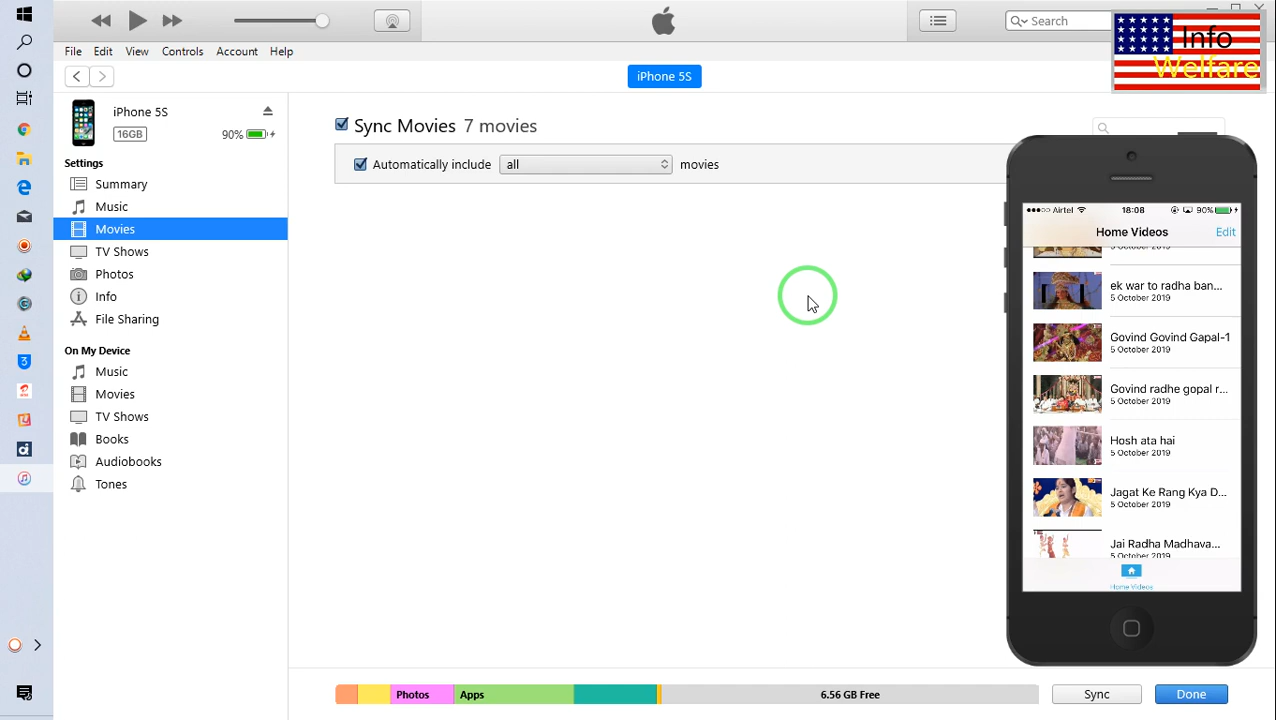 Search
Info
Welfare
File Edit View Controls Account Help
iPhone 5S
iPhone 5S
16GB
90%
Settings
Summary
Music
Movies
TV Shows
Photos
Info
File Sharing
On My Device
Music
Movies
TV Shows
Books
Audiobooks
Tones
Sync Movies 7 movies
Automatically include all movies
Airtel 18:08 90%
Home Videos Edit
ek war to radha ban...
5 October 2019
Govind Govind Gapal-1
5 October 2019
Govind radhe gopal r...
5 October 2019
Hosh ata hai
5 October 2019
Jagat Ke Rang Kya D...
5 October 2019
Jai Radha Madhava...
5 October 2019
Home Videos
Photos Apps 6.56 GB Free
Sync Done